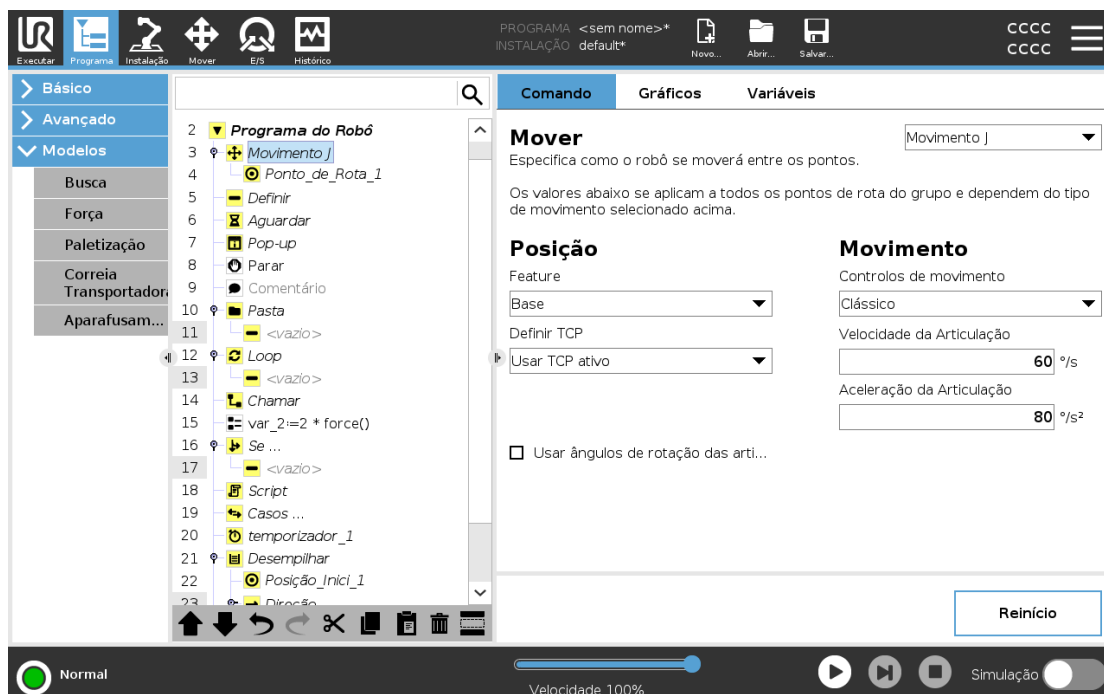 UR
Executar
Programa
Instalação
Mover
E/S
Histórico
PROGRAMA <sem nome>*
INSTALAÇÃO default*
Novo...
Abrir...
Salvar...
CCCC
CCCC
Básico
Avançado
Modelos
Busca
Força
Paletização
Correia
Transportadora
Aparafusam...
2 Programa do Robô
3 Movimento J
4 Ponto_de_Rota_1
5 Definir
6 Aguardar
7 Pop-up
8 Parar
9 Comentário
10 Pasta
11 <vazio>
12 Loop
13 <vazio>
14 Chamar
15 var_2:=2 * force()
16 Se ...
17 <vazio>
18 Script
19 Casos ...
20 temporizador_1
21 Desempilhar
22 Posição_Inici_1
23 Direção
Comando
Gráficos
Variáveis
Mover
Movimento J
Especifica como o robô se moverá entre os pontos.
Os valores abaixo se aplicam a todos os pontos de rota do grupo e dependem do tipo
de movimento selecionado acima.
Posição
Feature
Base
Definir TCP
Usar TCP ativo
Usar ângulos de rotação das arti...
Movimento
Controlos de movimento
Clássico
Velocidade da Articulação
60 °/s
Aceleração da Articulação
80 °/s²
Reinício
Normal
Velocidade 100%
Simulação